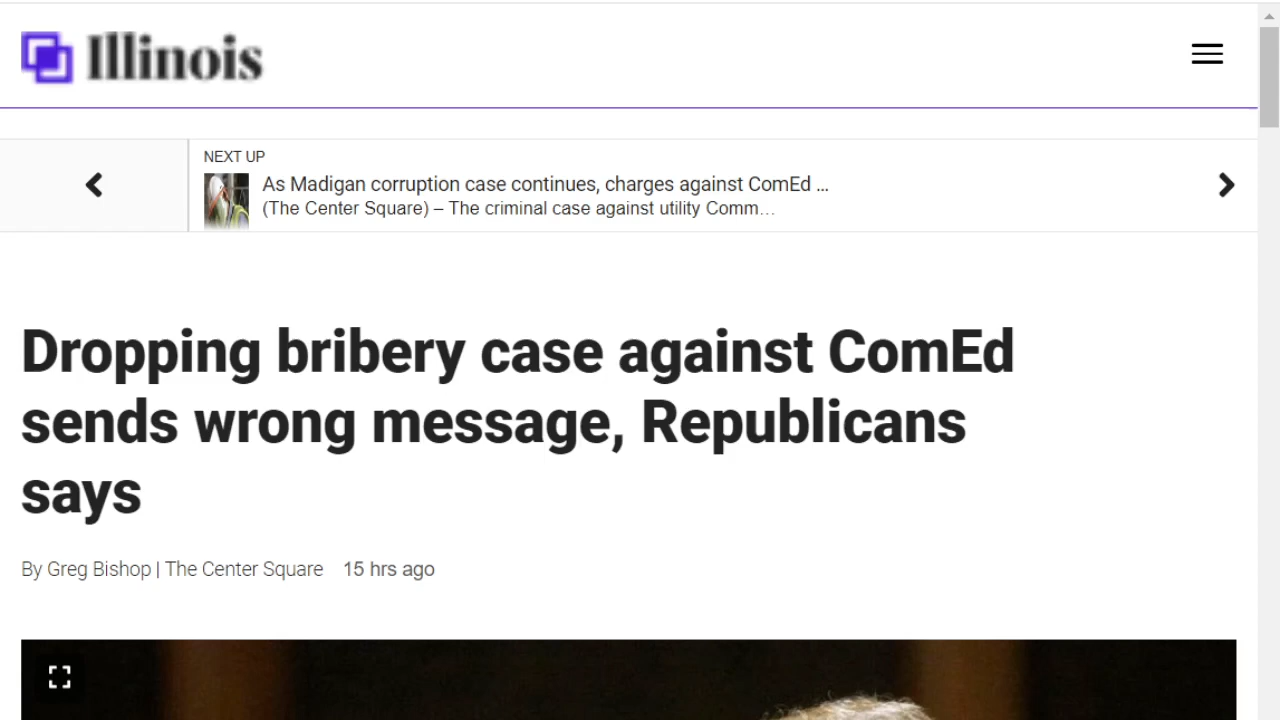 Illinois
NEXT UP
As Madigan corruption case continues, charges against ComEd ...
(The Center Square) – The criminal case against utility Comm...
Dropping bribery case against ComEd
sends wrong message, Republicans
says
By Greg Bishop | The Center Square 15 hrs ago